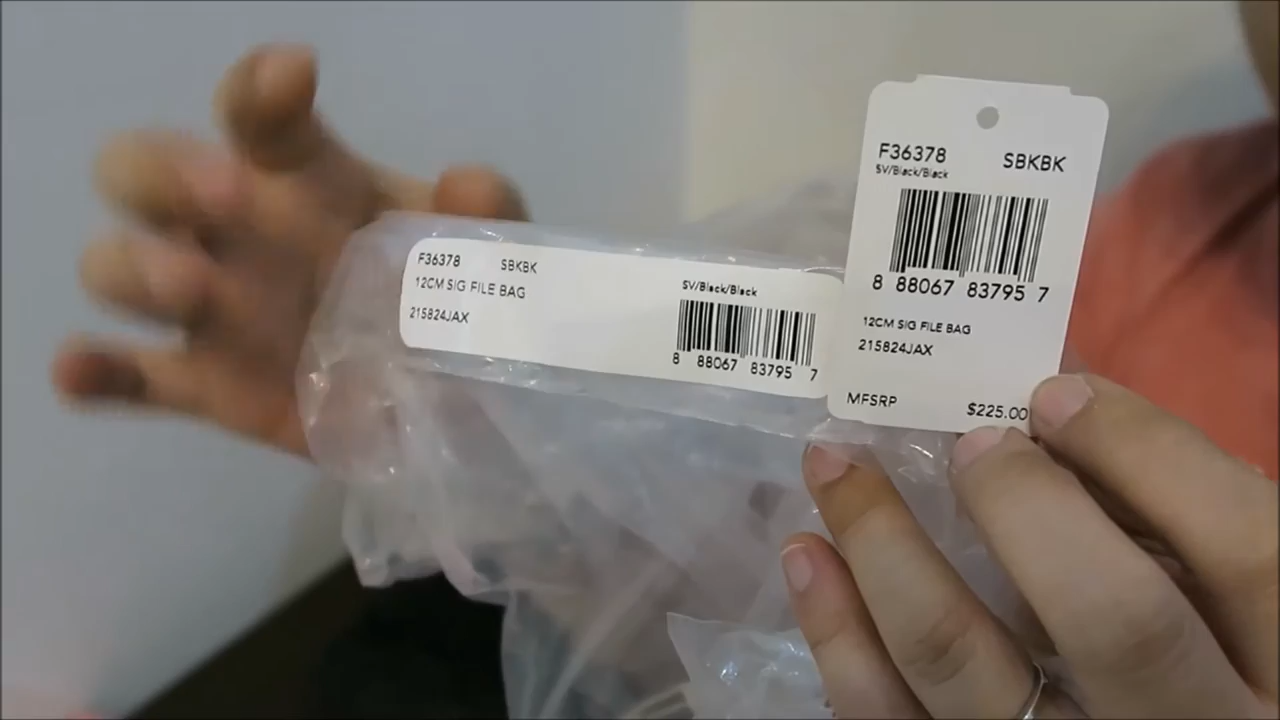 F36378 SBKBK
12CM SIG FILE BAG
215824JAX
SV/Black/Black
8 88067 83795 7
F36378 SBKBK
SV/Black/Black
8 88067 83795 7
12CM SIG FILE BAG
215824JAX
MFSRP $225.00